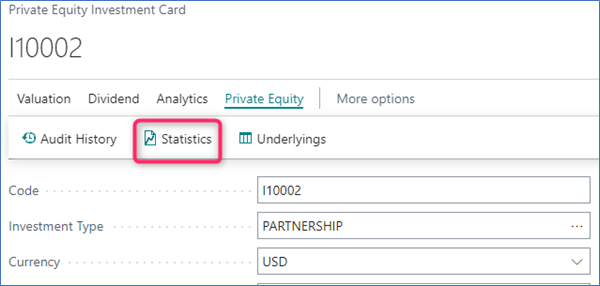 Private Equity Investment Card
I10002
Valuation Dividend Analytics Private Equity More options
Audit History Statistics Underlyings
Code I10002
Investment Type PARTNERSHIP ...
Currency USD